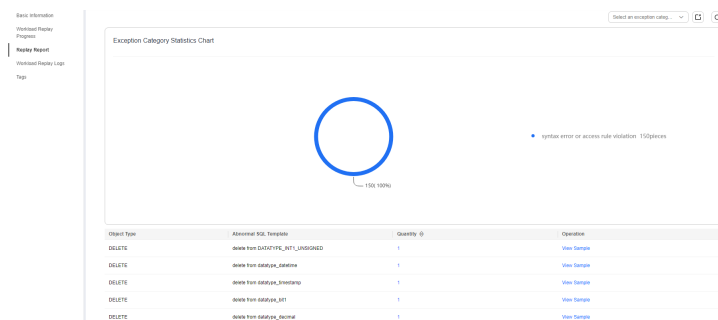 Basic Information
Workload Replay
Progress
Replay Report
Workload Replay Logs
Tags
Select an exception categ...
Exception Category Statistics Chart
syntax error or access rule violation 150pieces
150( 100%)
Object Type Abnormal SQL Template Quantity Operation
DELETE delete from DATATYPE_INT1_UNSIGNED 1 View Sample
DELETE delete from datatype_datetime 1 View Sample
DELETE delete from datatype_timestamp 1 View Sample
DELETE delete from datatype_bit1 1 View Sample
DELETE delete from datatype_decimal 1 View Sample